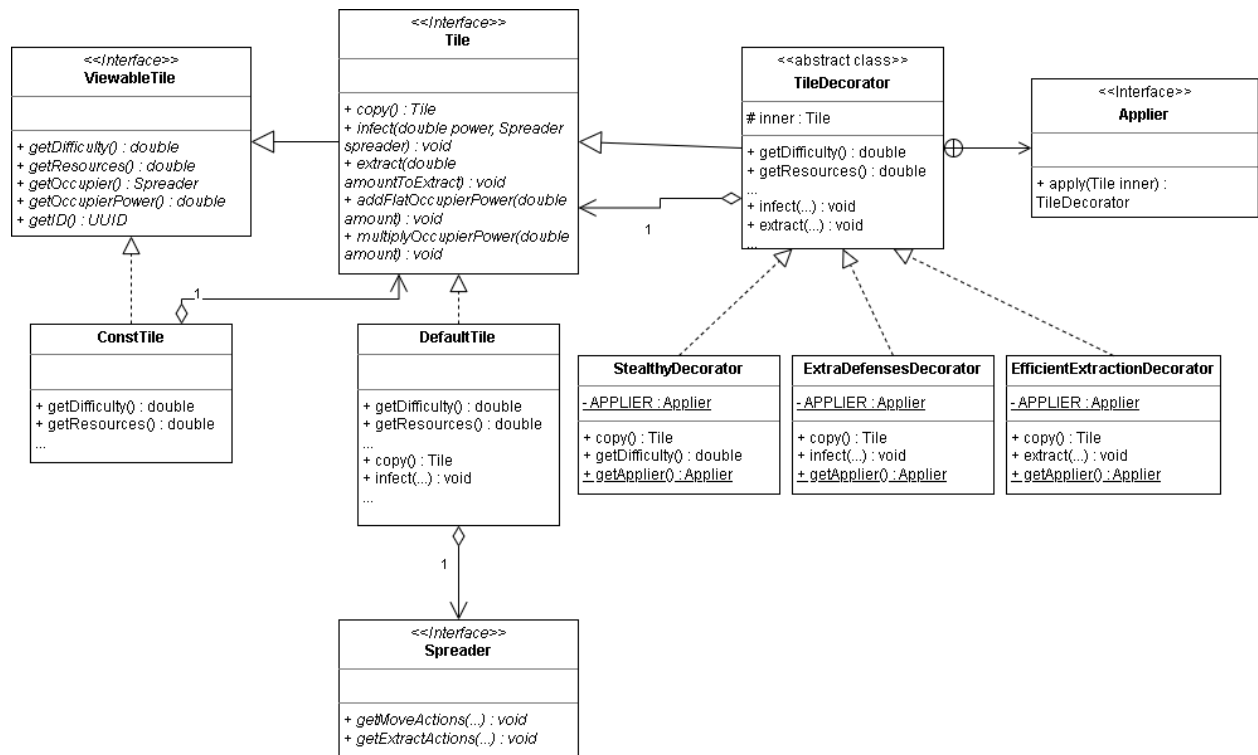 <<Interface>>
ViewableTile
+ getDifficulty() : double
+ getResources() : double
+ getOccupier() : Spreader
+ getOccupierPower() : double
+ getID() : UUID
<<Interface>>
Tile
+ copy() : Tile
+ infect(double power, Spreader
spreader) : void
+ extract(double
amountToExtract) : void
+ addFlatOccupierPower(double
amount) : void
+ multiplyOccupierPower(double
amount) : void
<<abstract class>>
TileDecorator
# inner : Tile
+ getDifficulty() : double
+ getResources() : double
...
+ infect(...) : void
+ extract(...) : void
...
<<Interface>>
Applier
+ apply(Tile inner) :
TileDecorator
1
1
ConstTile
+ getDifficulty() : double
+ getResources() : double
...
DefaultTile
+ getDifficulty() : double
+ getResources() : double
...
+ copy() : Tile
+ infect(...) : void
...
StealthyDecorator
- APPLIER : Applier
+ copy() : Tile
+ getDifficulty() : double
+ getApplier() : Applier
ExtraDefensesDecorator
- APPLIER : Applier
+ copy() : Tile
+ infect(...) : void
+ getApplier() : Applier
EfficientExtractionDecorator
- APPLIER : Applier
+ copy() : Tile
+ extract(...) : void
+ getApplier() : Applier
1
<<Interface>>
Spreader
+ getMoveActions(...) : void
+ getExtractActions(...) : void